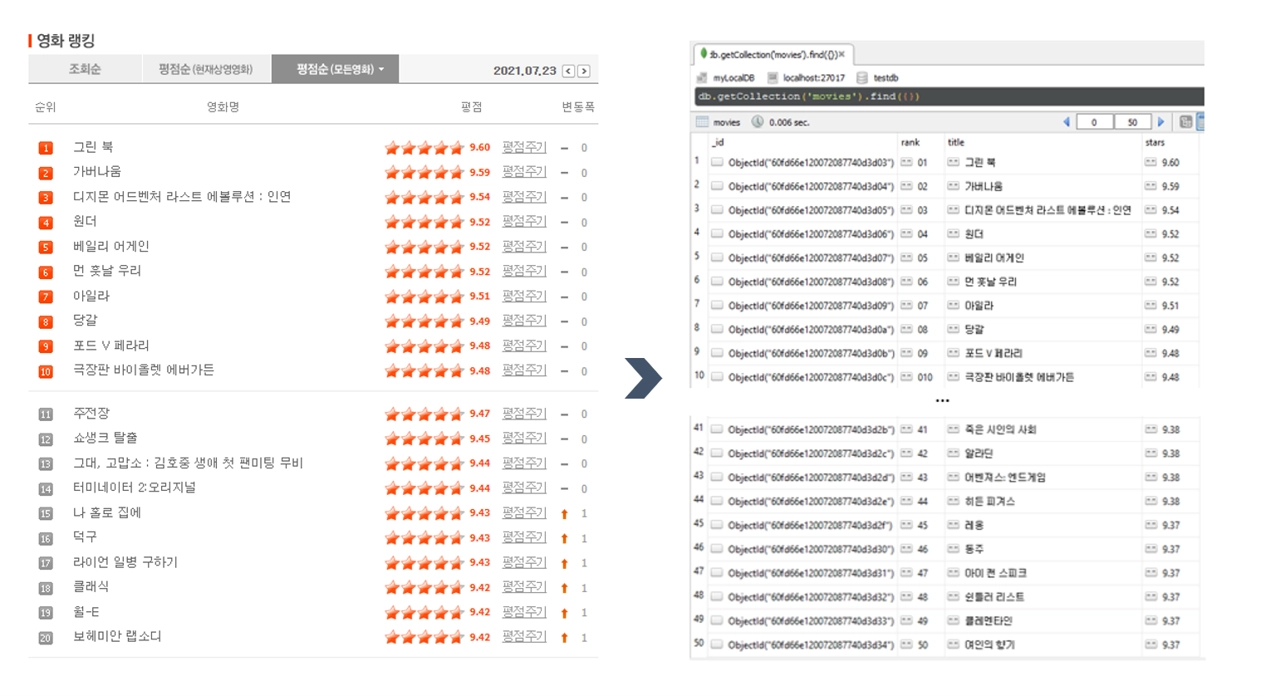 영화 랭킹
조회순 평점순 (현재상영영화) 평점순 (모든영화) 2021.07.23
순위 영화명 평점 변동폭
1 그린 북 9.60 평점주기 0
2 가버나움 9.59 평점주기 0
3 디지몬 어드벤처 라스트 에볼루션 : 인연 9.54 평점주기 0
4 원더 9.52 평점주기 0
5 베일리 어게인 9.52 평점주기 0
6 먼 훗날 우리 9.52 평점주기 0
7 아일라 9.51 평점주기 0
8 당갈 9.49 평점주기 0
9 포드 V 페라리 9.48 평점주기 0
10 극장판 바이올렛 에버가든 9.48 평점주기 0
11 주전장 9.47 평점주기 0
12 쇼생크 탈출 9.45 평점주기 0
13 그대, 고맙소 : 김호중 생애 첫 팬미팅 무비 9.44 평점주기 0
14 터미네이터 2:오리지널 9.44 평점주기 0
15 나 홀로 집에 9.43 평점주기 1
16 덕구 9.43 평점주기 1
17 라이언 일병 구하기 9.43 평점주기 1
18 클래식 9.42 평점주기 1
19 월-E 9.42 평점주기 1
20 보헤미안 랩소디 9.42 평점주기 1
db.getCollection('movies').find({})
myLocalDB localhost:27017 testdb
db.getCollection('movies').find({})
movies 0.006 sec. 0 50
_id rank title stars
1 ObjectId("60fd66e120072087740d3d03") 01 그린 북 9.60
2 ObjectId("60fd66e120072087740d3d04") 02 가버나움 9.59
3 ObjectId("60fd66e120072087740d3d05") 03 디지몬 어드벤처 라스트 에볼루션 : 인연 9.54
4 ObjectId("60fd66e120072087740d3d06") 04 원더 9.52
5 ObjectId("60fd66e120072087740d3d07") 05 베일리 어게인 9.52
6 ObjectId("60fd66e120072087740d3d08") 06 먼 훗날 우리 9.52
7 ObjectId("60fd66e120072087740d3d09") 07 아일라 9.51
8 ObjectId("60fd66e120072087740d3d0a") 08 당갈 9.49
9 ObjectId("60fd66e120072087740d3d0b") 09 포드 V 페라리 9.48
10 ObjectId("60fd66e120072087740d3d0c") 010 극장판 바이올렛 에버가든 9.48
...
41 ObjectId("60fd66e120072087740d3d2b") 41 죽은 시인의 사회 9.38
42 ObjectId("60fd66e120072087740d3d2c") 42 알라딘 9.38
43 ObjectId("60fd66e120072087740d3d2d") 43 어벤져스: 엔드게임 9.38
44 ObjectId("60fd66e120072087740d3d2e") 44 히든 피겨스 9.38
45 ObjectId("60fd66e120072087740d3d2f") 45 레옹 9.37
46 ObjectId("60fd66e120072087740d3d30") 46 동주 9.37
47 ObjectId("60fd66e120072087740d3d31") 47 아이 캔 스피크 9.37
48 ObjectId("60fd66e120072087740d3d32") 48 쉰들러 리스트 9.37
49 ObjectId("60fd66e120072087740d3d33") 49 클레멘타인 9.37
50 ObjectId("60fd66e120072087740d3d34") 50 여인의 향기 9.37